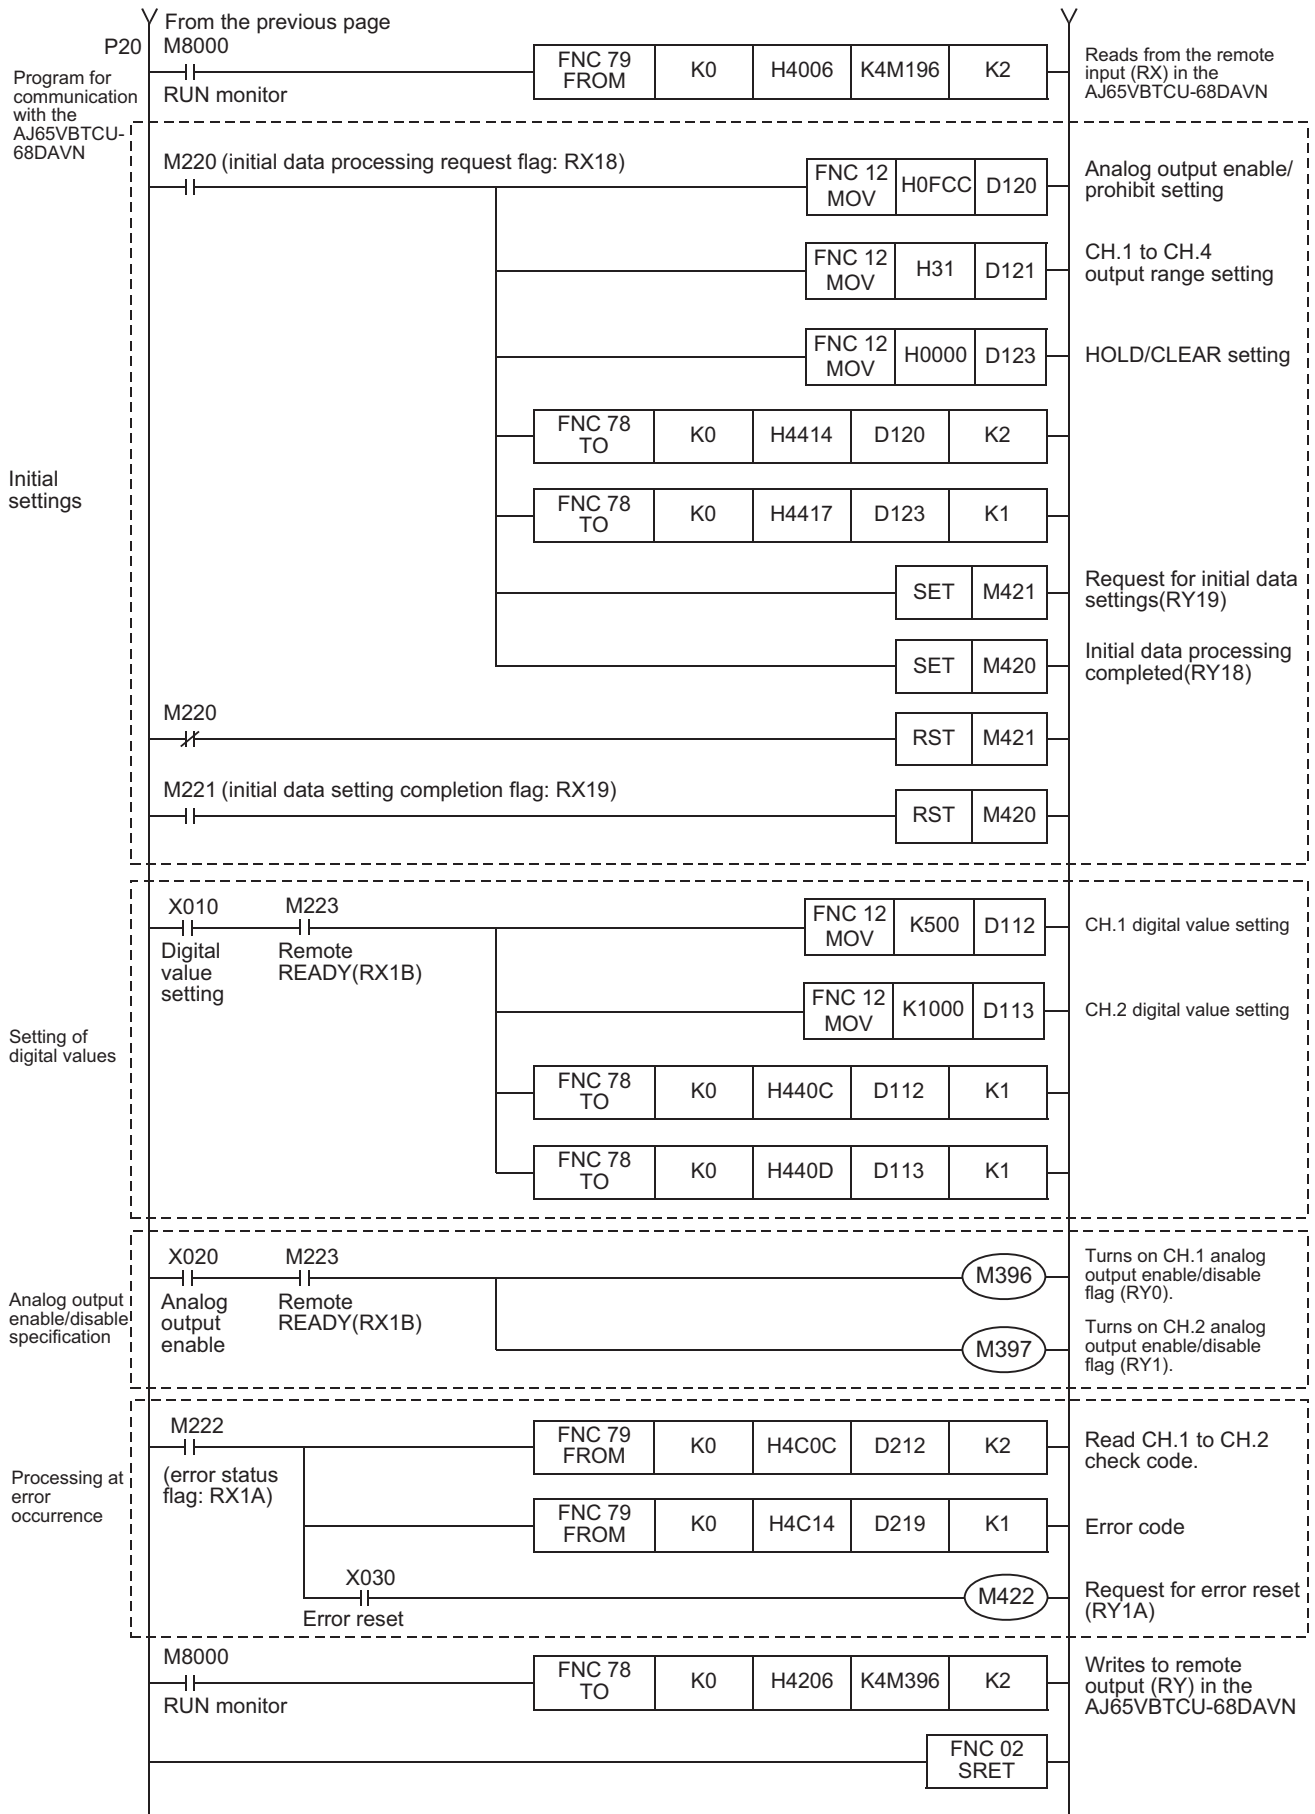 From the previous page
P20
M8000
RUN monitor
FNC 79
FROM
K0
H4006
K4M196
K2
Reads from the remote
input (RX) in the
AJ65VBTCU-68DAVN
Program for
communication
with the
AJ65VBTCU-
68DAVN
M220 (initial data processing request flag: RX18)
FNC 12
MOV
H0FCC
D120
Analog output enable/
prohibit setting
FNC 12
MOV
H31
D121
CH.1 to CH.4
output range setting
FNC 12
MOV
H0000
D123
HOLD/CLEAR setting
FNC 78
TO
K0
H4414
D120
K2
Initial
settings
FNC 78
TO
K0
H4417
D123
K1
SET
M421
Request for initial data
settings(RY19)
SET
M420
Initial data processing
completed(RY18)
M220
RST
M421
M221 (initial data setting completion flag: RX19)
RST
M420
X010
Digital
value
setting
M223
Remote
READY(RX1B)
FNC 12
MOV
K500
D112
CH.1 digital value setting
FNC 12
MOV
K1000
D113
CH.2 digital value setting
Setting of
digital values
FNC 78
TO
K0
H440C
D112
K1
FNC 78
TO
K0
H440D
D113
K1
X020
Analog
output
enable
M223
Remote
READY(RX1B)
M396
Turns on CH.1 analog
output enable/disable
flag (RY0).
Analog output
enable/disable
specification
M397
Turns on CH.2 analog
output enable/disable
flag (RY1).
M222
(error status
flag: RX1A)
FNC 79
FROM
K0
H4C0C
D212
K2
Read CH.1 to CH.2
check code.
Processing at
error
occurrence
FNC 79
FROM
K0
H4C14
D219
K1
Error code
X030
Error reset
M422
Request for error reset
(RY1A)
M8000
RUN monitor
FNC 78
TO
K0
H4206
K4M396
K2
Writes to remote
output (RY) in the
AJ65VBTCU-68DAVN
FNC 02
SRET